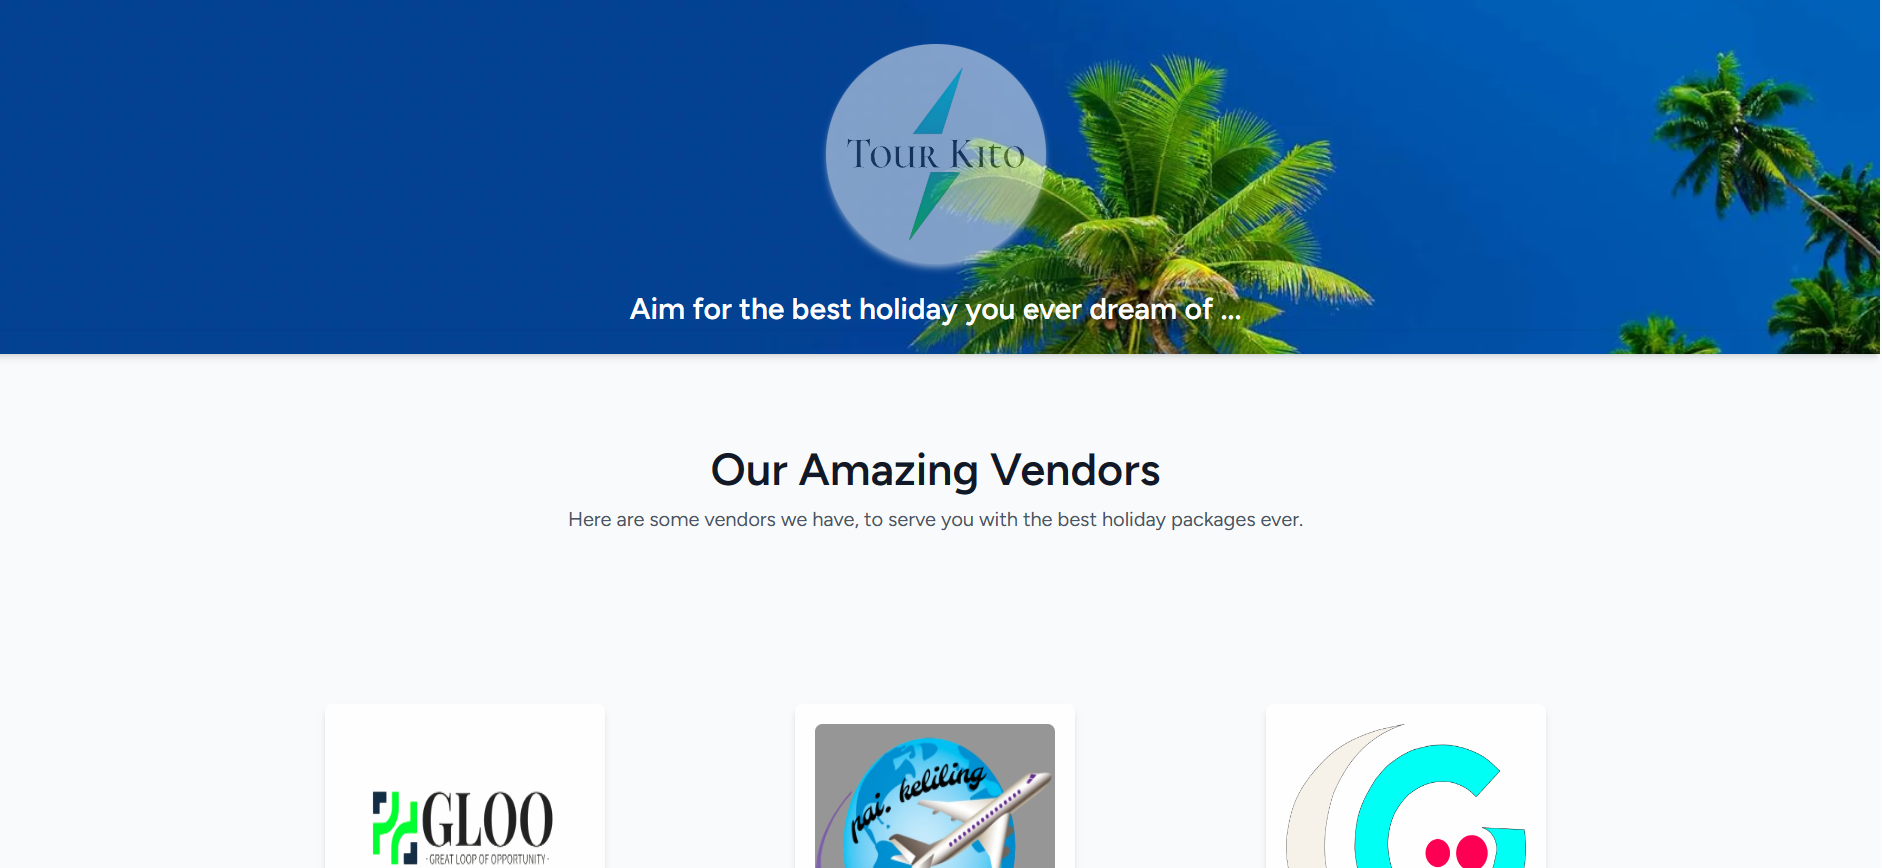 Tour Kito
Aim for the best holiday you ever dream of ...
Our Amazing Vendors
Here are some vendors we have, to serve you with the best holiday packages ever.
GLOO
·GREAT LOOP OF OPPORTUNITY·
pai. keliling